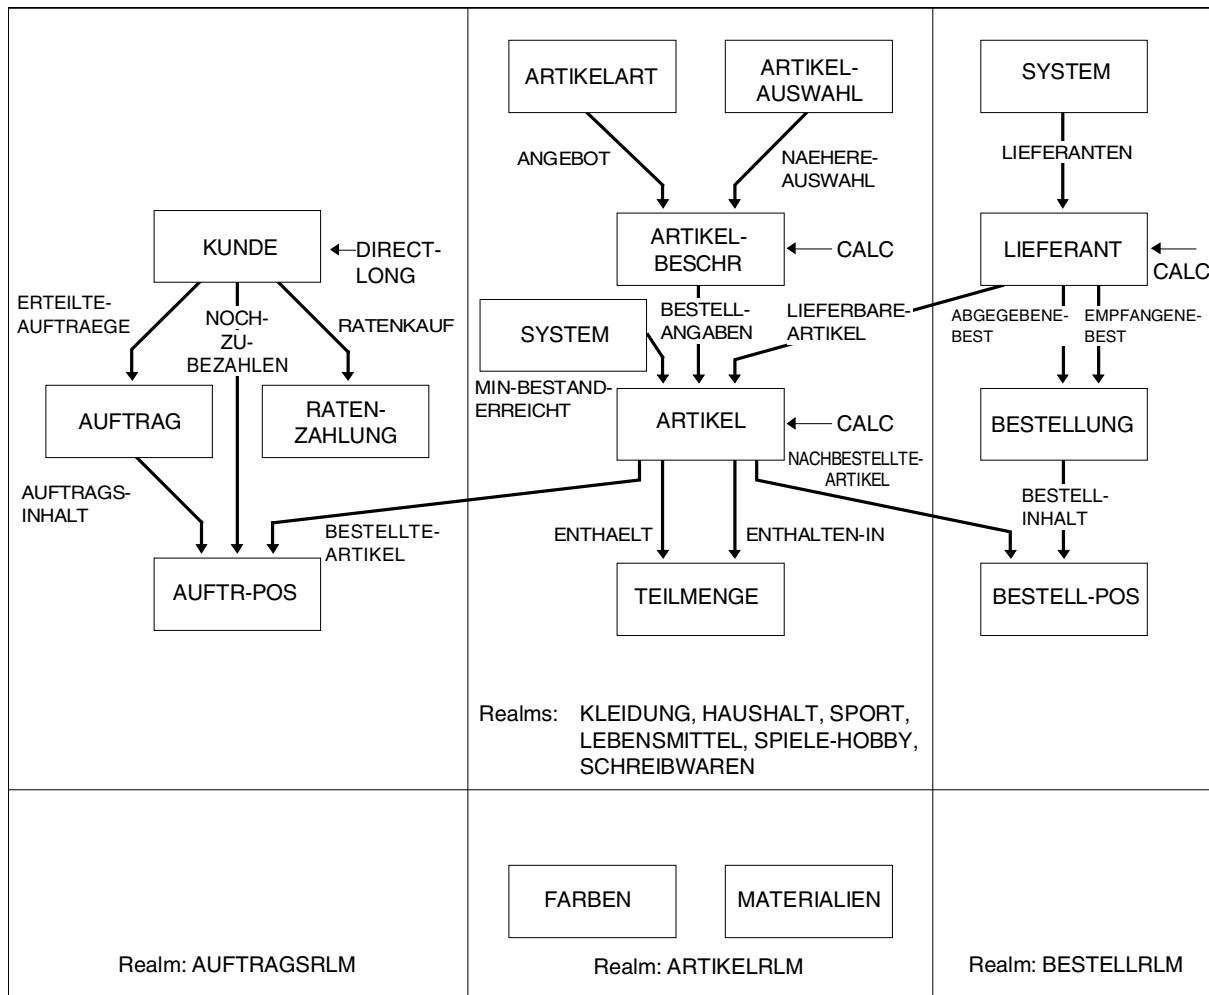 ARTIKELART
ARTIKEL-
AUSWAHL
SYSTEM
ANGEBOT
NAEHERE-
AUSWAHL
LIEFERANTEN
KUNDE
DIRECT-
LONG
ARTIKEL-
BESCHR
CALC
LIEFERANT
CALC
ERTEILTE-
AUFTRAEGE
NOCH-
ZU-
BEZAHLEN
RATENKAUF
SYSTEM
BESTELL-
ANGABEN
LIEFERBARE-
ARTIKEL
ABGEGEBENE-
BEST
EMPFANGENE-
BEST
MIN-BESTAND-
ERREICHT
AUFTRAG
RATEN-
ZAHLUNG
ARTIKEL
CALC
BESTELLUNG
NACHBESTELLTE-
ARTIKEL
AUFTRAGS-
INHALT
BESTELLTE-
ARTIKEL
ENTHAELT
ENTHALTEN-IN
BESTELL-
INHALT
AUFTR-POS
TEILMENGE
BESTELL-POS
Realms: KLEIDUNG, HAUSHALT, SPORT,
LEBENSMITTEL, SPIELE-HOBBY,
SCHREIBWAREN
FARBEN
MATERIALIEN
Realm: AUFTRAGSRLM
Realm: ARTIKELRLM
Realm: BESTELLRLM